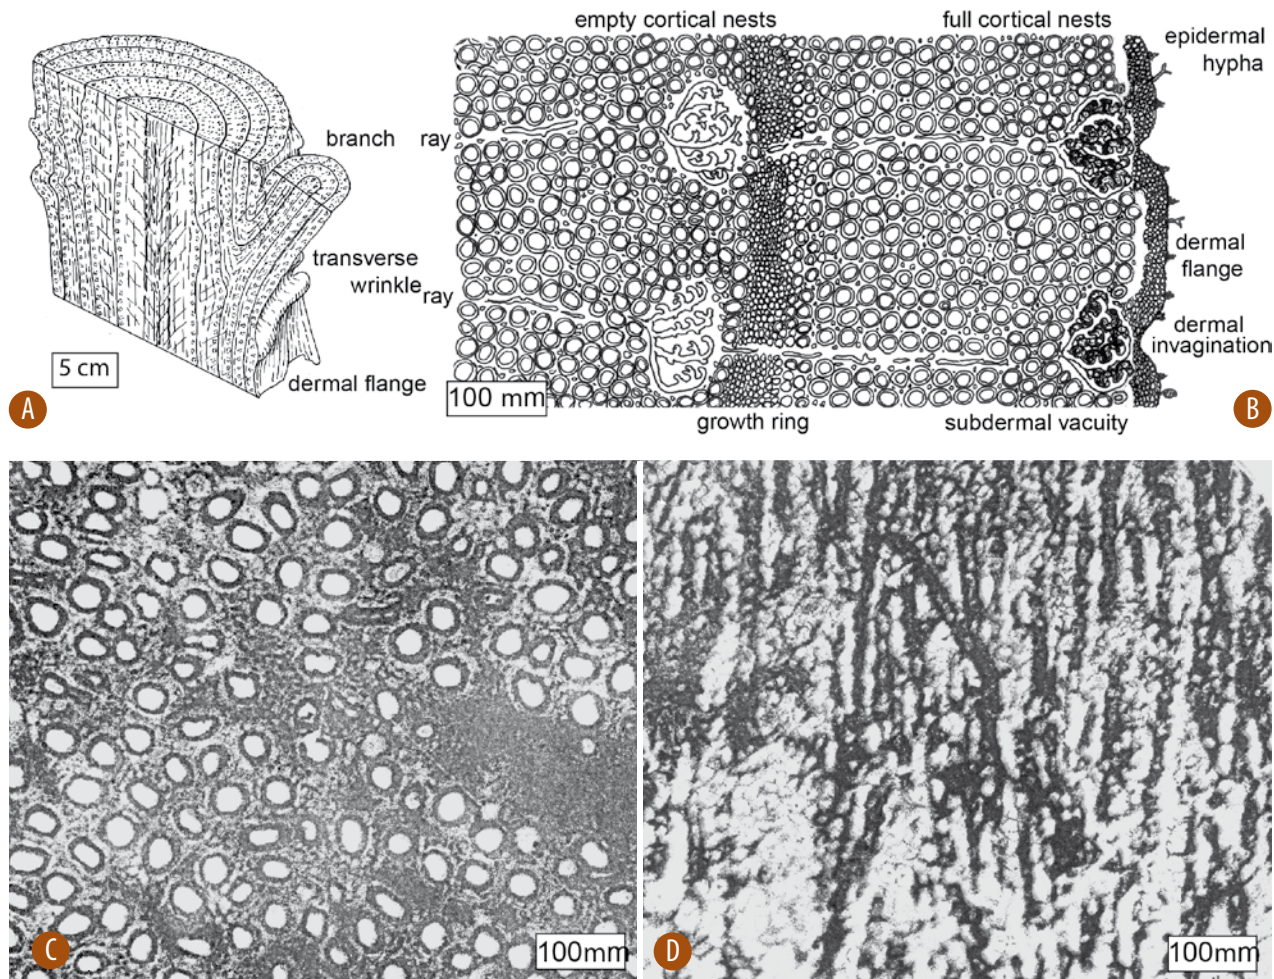 branch
transverse
wrinkle
dermal flange
5 cm
A
empty cortical nests
full cortical nests
epidermal
hypha
ray
ray
dermal
flange
dermal
invagination
100 mm
growth ring
subdermal vacuity
B
C
100mm
D
100mm